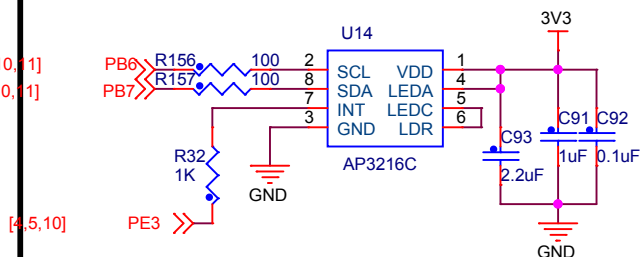 3V3
U14
0,11] PB6 R156 100 2 SCL VDD 1
0,11] PB7 R157 100 8 SDA LEDA 4
7 INT LEDC 5
3 GND LDR 6
C93 C91 C92
R32 1uF 0.1uF
1K AP3216C 2.2uF
GND
[4,5,10] PE3
GND